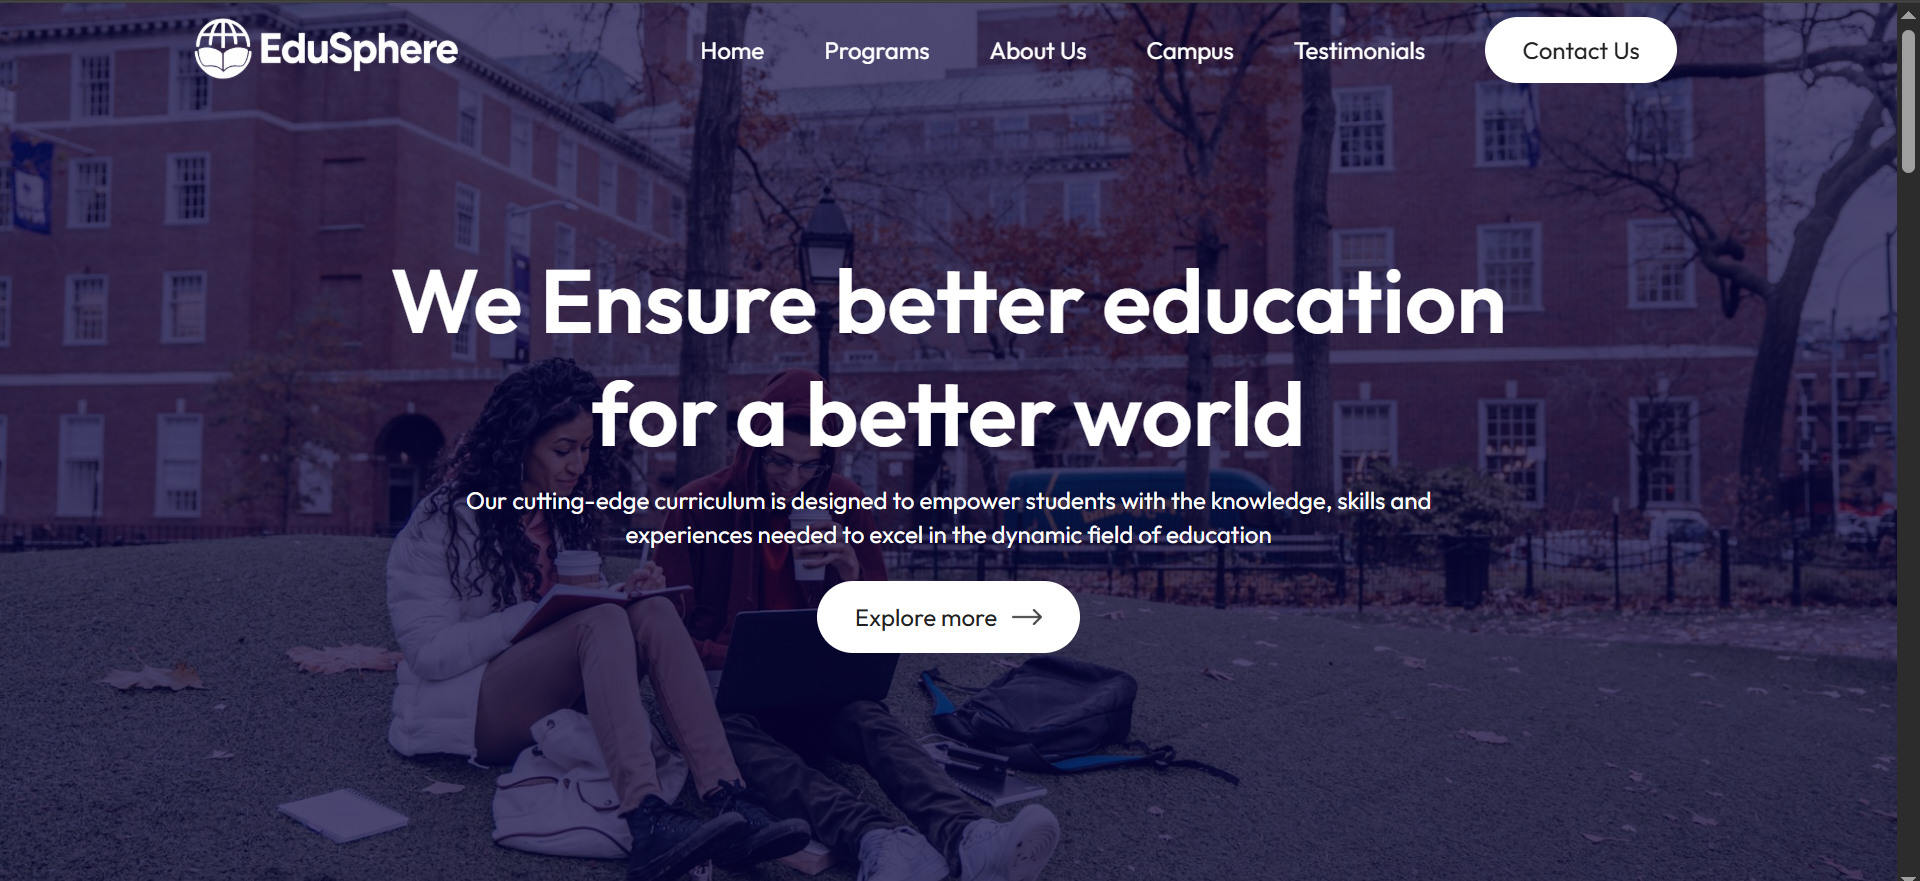 EduSphere
Home Programs About Us Campus Testimonials Contact Us
We Ensure better education
for a better world
Our cutting-edge curriculum is designed to empower students with the knowledge, skills and
experiences needed to excel in the dynamic field of education
Explore more